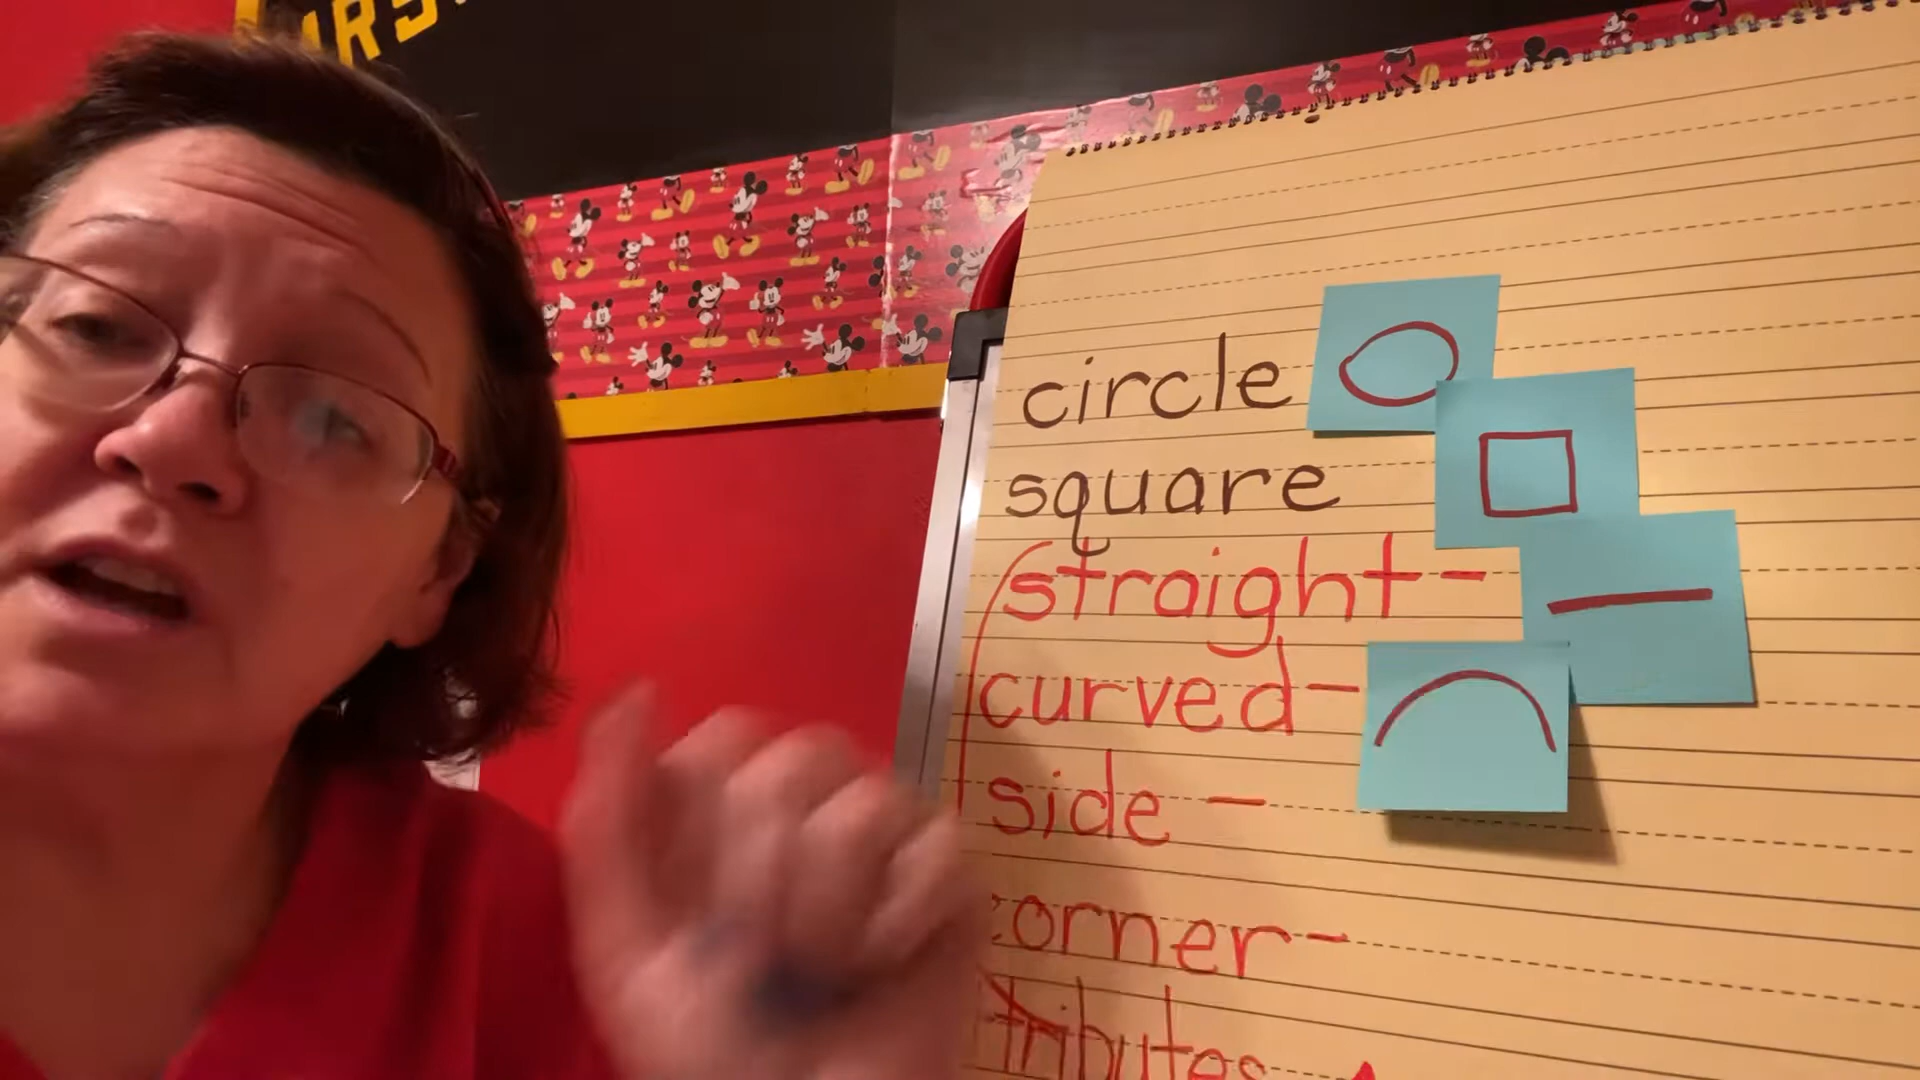 circle
square
straight-
curved-
side -
corner-